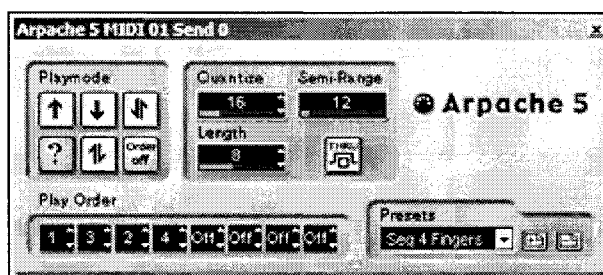 Arpache 5 MIDI 01 Send 0 x
Playmode
? Order off
Quantize Semi-Range
16 12
Length
8 THRU
Arpache 5
Play Order
1 3 2 4 Off Off Off Off
Presets
Seq 4 Fingers